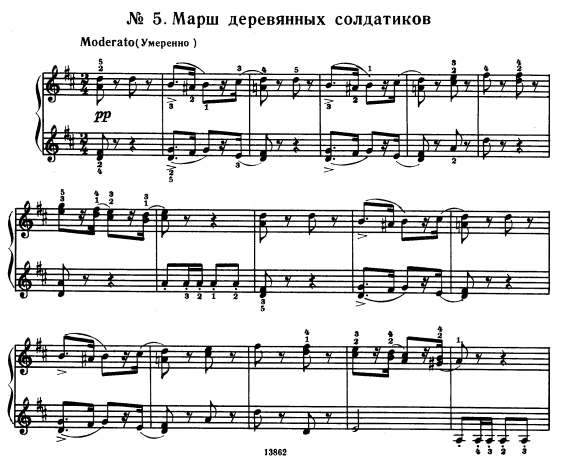 № 5. Марш деревянных солдатиков
Moderato(Умеренно)
pp
13862